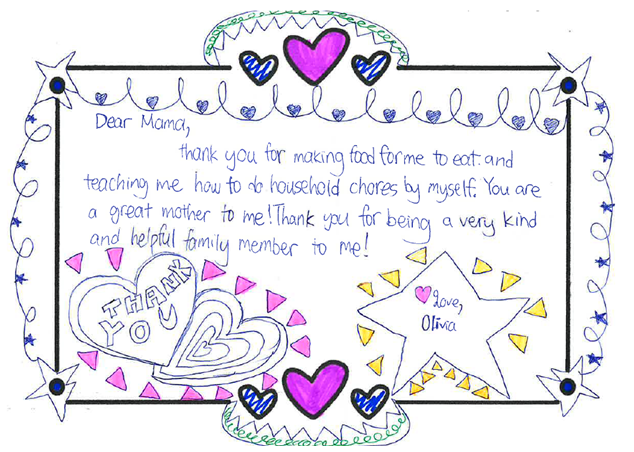 Dear Mama,
thank you for making food for me to eat and
teaching me how to do household chores by myself. You are
a great mother to me! Thank you for being a very kind
and helpful family member to me!
THANK
YOU
Love,
Olivia